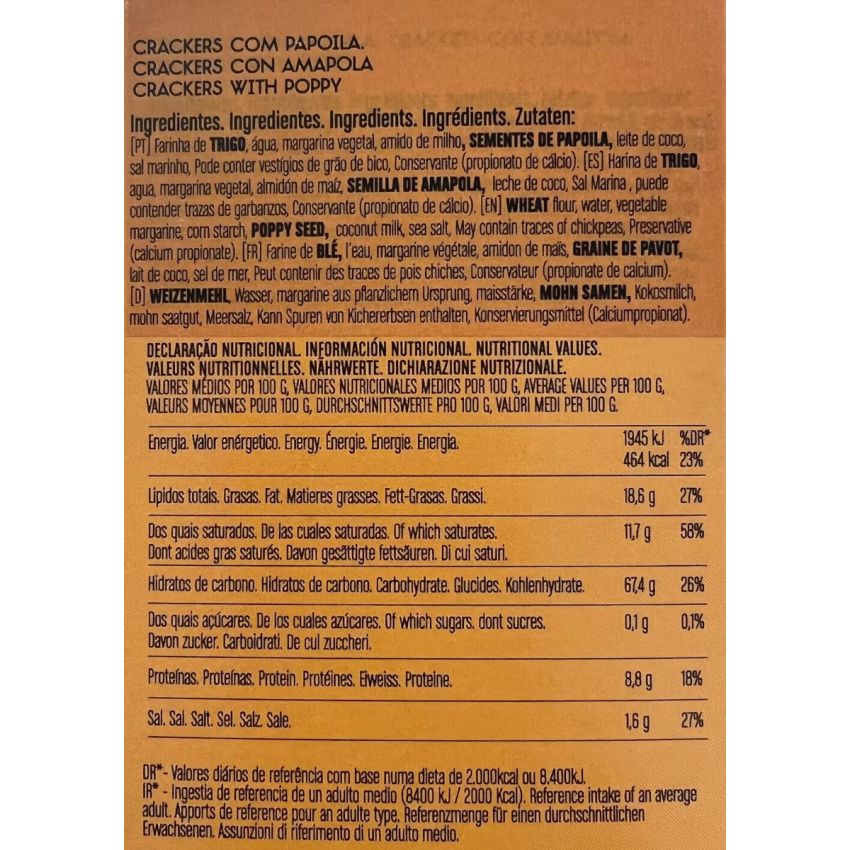 CRACKERS COM PAPOILA.
CRACKERS CON AMAPOLA
CRACKERS WITH POPPY
Ingredientes. Ingredientes. Ingredients. Ingrédients. Zutaten:
[PT] Farinha de TRIGO, água, margarina vegetal, amido de milho, SEMENTES DE PAPOILA, leite de coco,
sal marinho, Pode conter vestígios de grão de bico, Conservante (propionato de cálcio). [ES] Harina de TRIGO,
agua, margarina vegetal, almidón de maíz, SEMILLA DE AMAPOLA, leche de coco, Sal Marina , puede
contender trazas de garbanzos, Conservante (propionato de cálcio). [EN] WHEAT flour, water, vegetable
margarine, corn starch, POPPY SEED, coconut milk, sea salt, May contain traces of chickpeas, Preservative
(calcium propionate). [FR] Farine de BLÉ, l'eau, margarine végétale, amidon de maïs, GRAINE DE PAVOT,
lait de coco, sel de mer, Peut contenir des traces de pois chiches, Conservateur (propionate de calcium).
[D] WEIZENMEHL, Wasser, margarine aus pflanzlichem Ursprung, maisstärke, MOHN SAMEN, Kokosmilch,
mohn saatgut, Meersalz, Kann Spuren von Kichererbsen enthalten, Konservierungsmittel (Calciumpropionat).
DECLARAÇÃO NUTRICIONAL. INFORMACIÓN NUTRICIONAL. NUTRITIONAL VALUES.
VALEURS NUTRITIONNELLES. NÄHRWERTE. DICHIARAZIONE NUTRIZIONALE.
VALORES MÉDIOS POR 100 G, VALORES NUTRICIONALES MEDIOS POR 100 G, AVERAGE VALUES PER 100 G,
VALEURS MOYENNES POUR 100 G, DURCHSCHNITTSWERTE PRO 100 G, VALORI MEDI PER 100 G.
Energia. Valor enérgetico. Energy. Énergie. Energie. Energia. 1945 kJ %DR*
464 kcal 23%
Lipidos totais. Grasas. Fat. Matieres grasses. Fett-Grasas. Grassi. 18,6 g 27%
Dos quais saturados. De las cuales saturadas. Of which saturates. 11,7 g 58%
Dont acides gras saturés. Davon gesättigte fettsäuren. Di cui saturi.
Hidratos de carbono. Hidratos de carbono. Carbohydrate. Glucides. Kohlenhydrate. 67,4 g 26%
Dos quais açúcares. De los cuales azúcares. Of which sugars. dont sucres. 0,1 g 0,1%
Davon zucker. Carboidrati. De cui zuccheri.
Proteínas. Proteínas. Protein. Protéines. Eiweiss. Proteine. 8,8 g 18%
Sal. Sal. Salt. Sel. Salz. Sale. 1,6 g 27%
DR*- Valores diários de referência com base numa dieta de 2.000kcal ou 8.400kJ.
IR* - Ingestia de referencia de un adulto medio (8400 kJ / 2000 Kcal). Reference intake of an average
adult. Apports de reference pour an adulte type. Referenzmenge für einen durchschnittlichen
Erwachsenen. Assunzioni di riferimento di un adulto medio.